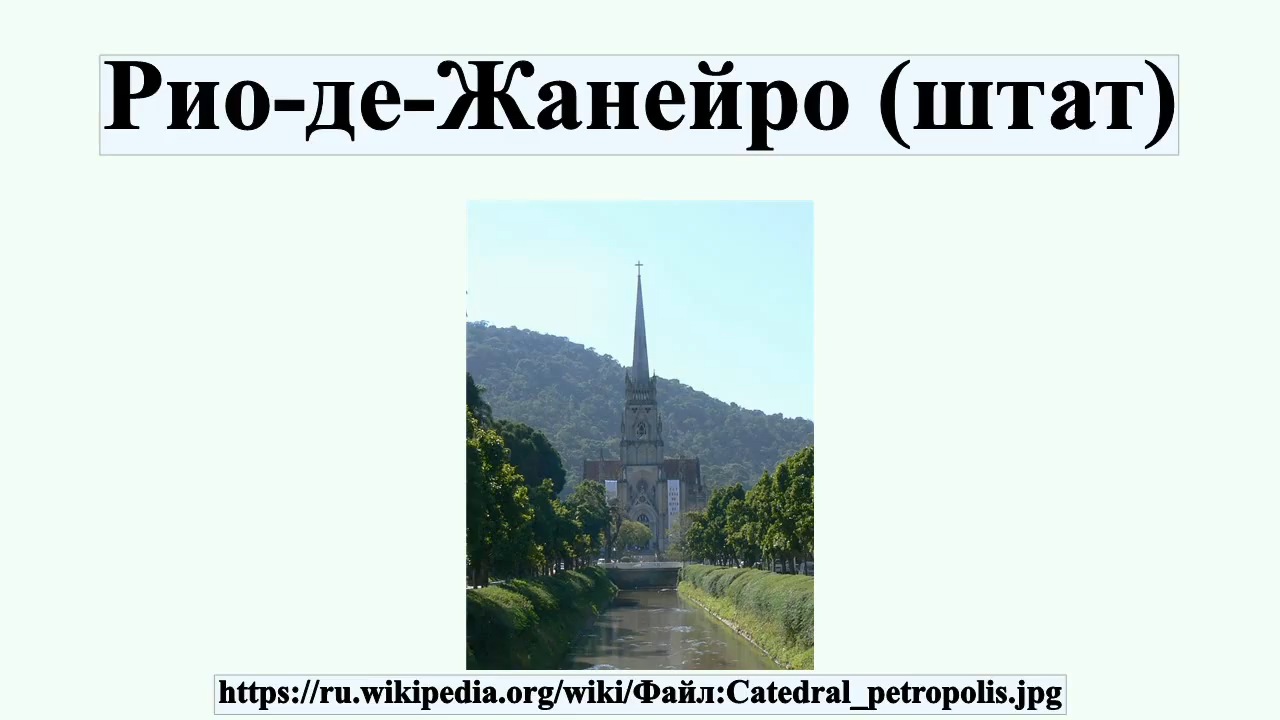 Рио-де-Жанейро (штат)
https://ru.wikipedia.org/wiki/Файл:Catedral_petropolis.jpg